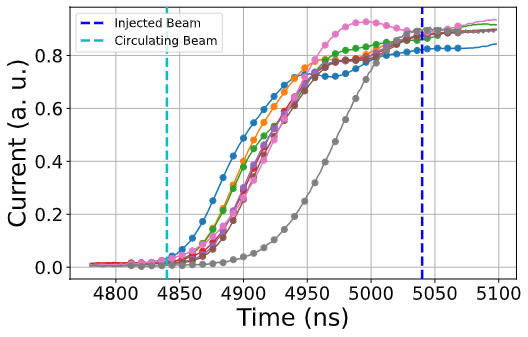 Injected Beam
Circulating Beam
Current (a. u.)
0.8
0.6
0.4
0.2
0.0
4800 4850 4900 4950 5000 5050 5100
Time (ns)